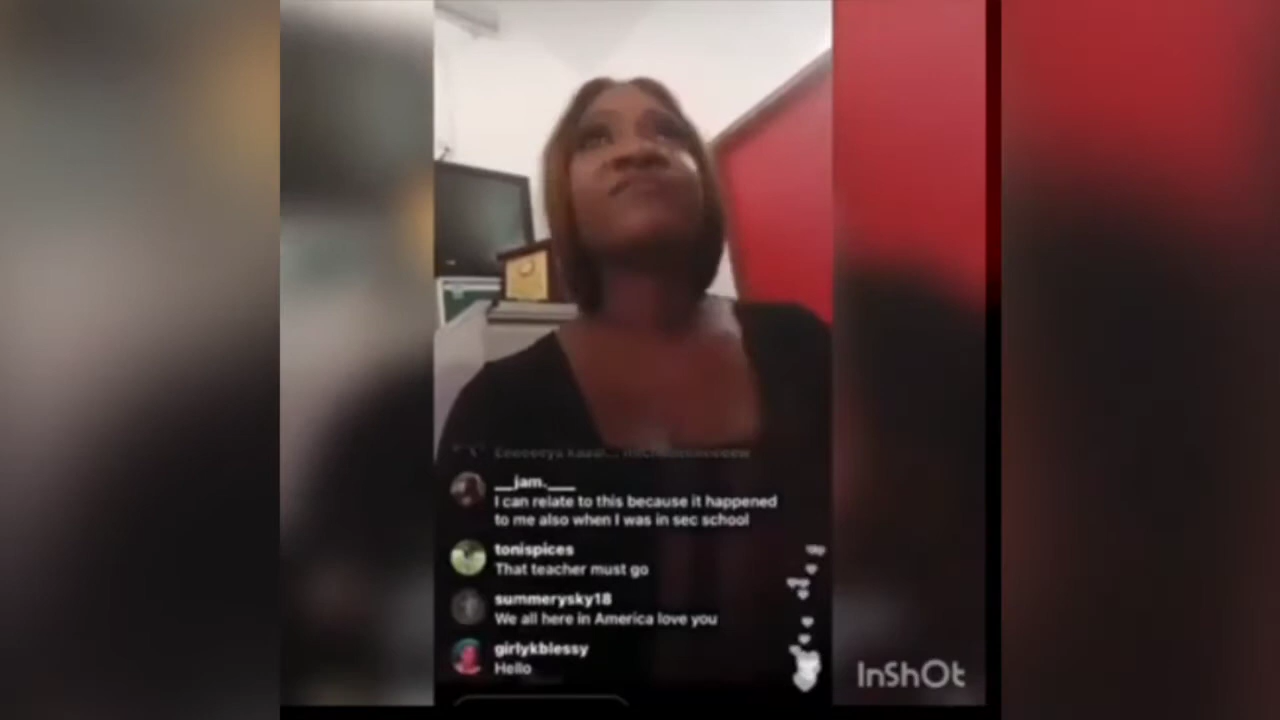 __jam.___
I can relate to this because it happened
to me also when I was in sec school
tonispices
That teacher must go
summerysky18
We all here in America love you
girlykblessy
Hello
InShOt